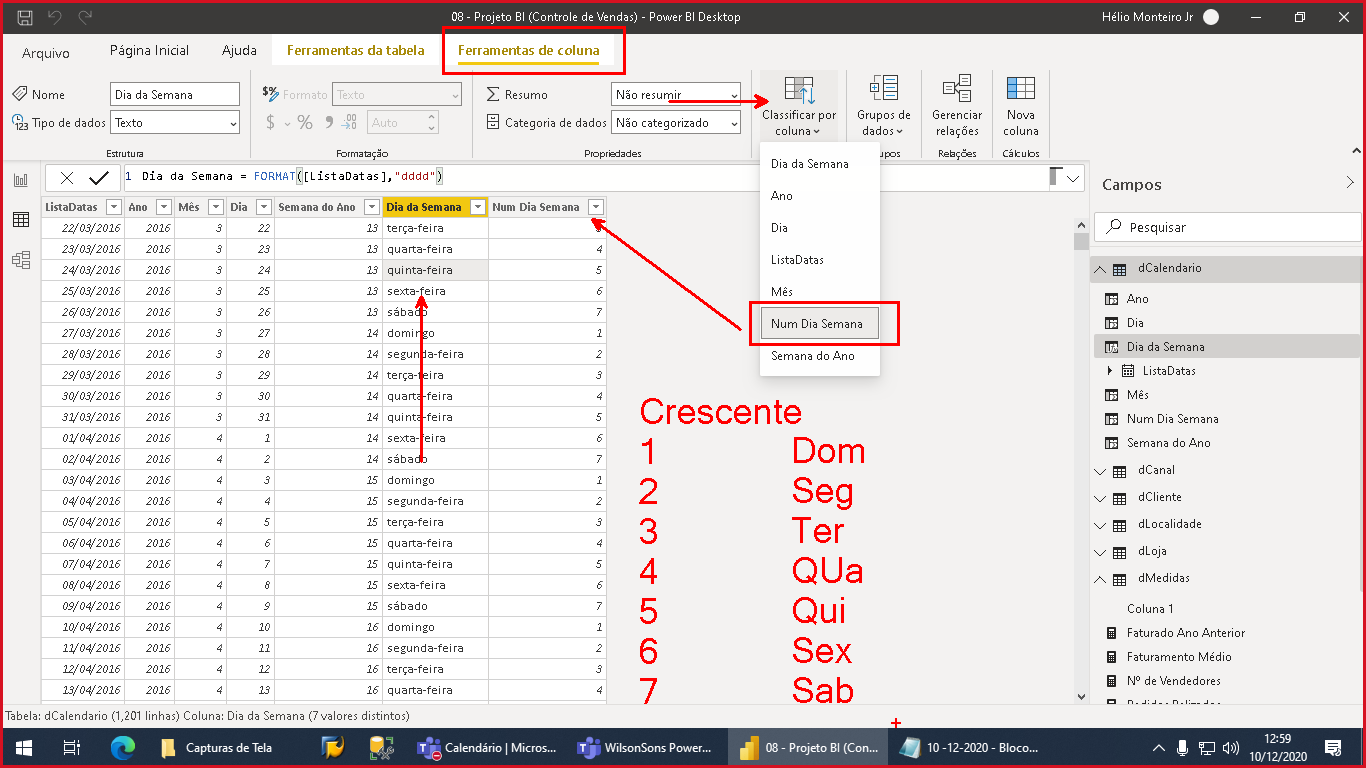 08 - Projeto BI (Controle de Vendas) - Power BI Desktop
Hélio Monteiro Jr
Arquivo
Página Inicial
Ajuda
Ferramentas da tabela
Ferramentas de coluna
Nome
Dia da Semana
$% Formato
Texto
Resumo
Não resumir
Tipo de dados
Texto
$ % 9
Auto
Categoria de dados
Não categorizado
Classificar por
coluna
Grupos de
dados
Gerenciar
relações
Nova
coluna
Estrutura
Formatação
Propriedades
Relações
Cálculos
1 Dia da Semana = FORMAT([ListaDatas],"dddd")
Dia da Semana
Ano
Dia
ListaDatas
Mês
Num Dia Semana
Semana do Ano
ListaDatas Ano Mês Dia Semana do Ano Dia da Semana Num Dia Semana
22/03/2016 2016 3 22 13 terça-feira
23/03/2016 2016 3 23 13 quarta-feira 4
24/03/2016 2016 3 24 13 quinta-feira 5
25/03/2016 2016 3 25 13 sexta-feira 6
26/03/2016 2016 3 26 13 sábado 7
27/03/2016 2016 3 27 14 domingo 1
28/03/2016 2016 3 28 14 segunda-feira 2
29/03/2016 2016 3 29 14 terça-feira 3
30/03/2016 2016 3 30 14 quarta-feira 4
31/03/2016 2016 3 31 14 quinta-feira 5
01/04/2016 2016 4 1 14 sexta-feira 6
02/04/2016 2016 4 2 14 sábado 7
03/04/2016 2016 4 3 15 domingo 1
04/04/2016 2016 4 4 15 segunda-feira 2
05/04/2016 2016 4 5 15 terça-feira 3
06/04/2016 2016 4 6 15 quarta-feira 4
07/04/2016 2016 4 7 15 quinta-feira 5
08/04/2016 2016 4 8 15 sexta-feira 6
09/04/2016 2016 4 9 15 sábado 7
10/04/2016 2016 4 10 16 domingo 1
11/04/2016 2016 4 11 16 segunda-feira 2
12/04/2016 2016 4 12 16 terça-feira 3
13/04/2016 2016 4 13 16 quarta-feira 4
Crescente
1 Dom
2 Seg
3 Ter
4 QUa
5 Qui
6 Sex
7 Sab
Campos
Pesquisar
dCalendario
Ano
Dia
Dia da Semana
ListaDatas
Mês
Num Dia Semana
Semana do Ano
dCanal
dCliente
dLocalidade
dLoja
dMedidas
Coluna 1
Faturado Ano Anterior
Faturamento Médio
Nº de Vendedores
Tabela: dCalendario (1,201 linhas) Coluna: Dia da Semana (7 valores distintos)
Capturas de Tela
Calendário | Micros...
WilsonSons Power...
08 - Projeto BI (Con...
10 -12-2020 - Bloco...
12:59
10/12/2020